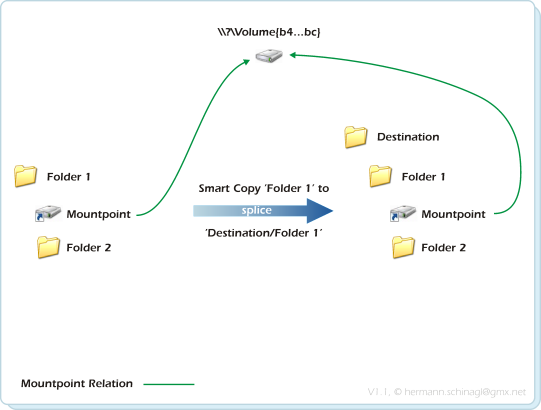 \\?\Volume{b4...bc}
Destination
Folder 1
Folder 1
Smart Copy 'Folder 1' to
Mountpoint
splice
Mountpoint
'Destination/Folder 1'
Folder 2
Folder 2
Mountpoint Relation
V1.1, © hermann.schinagl@gmx.net